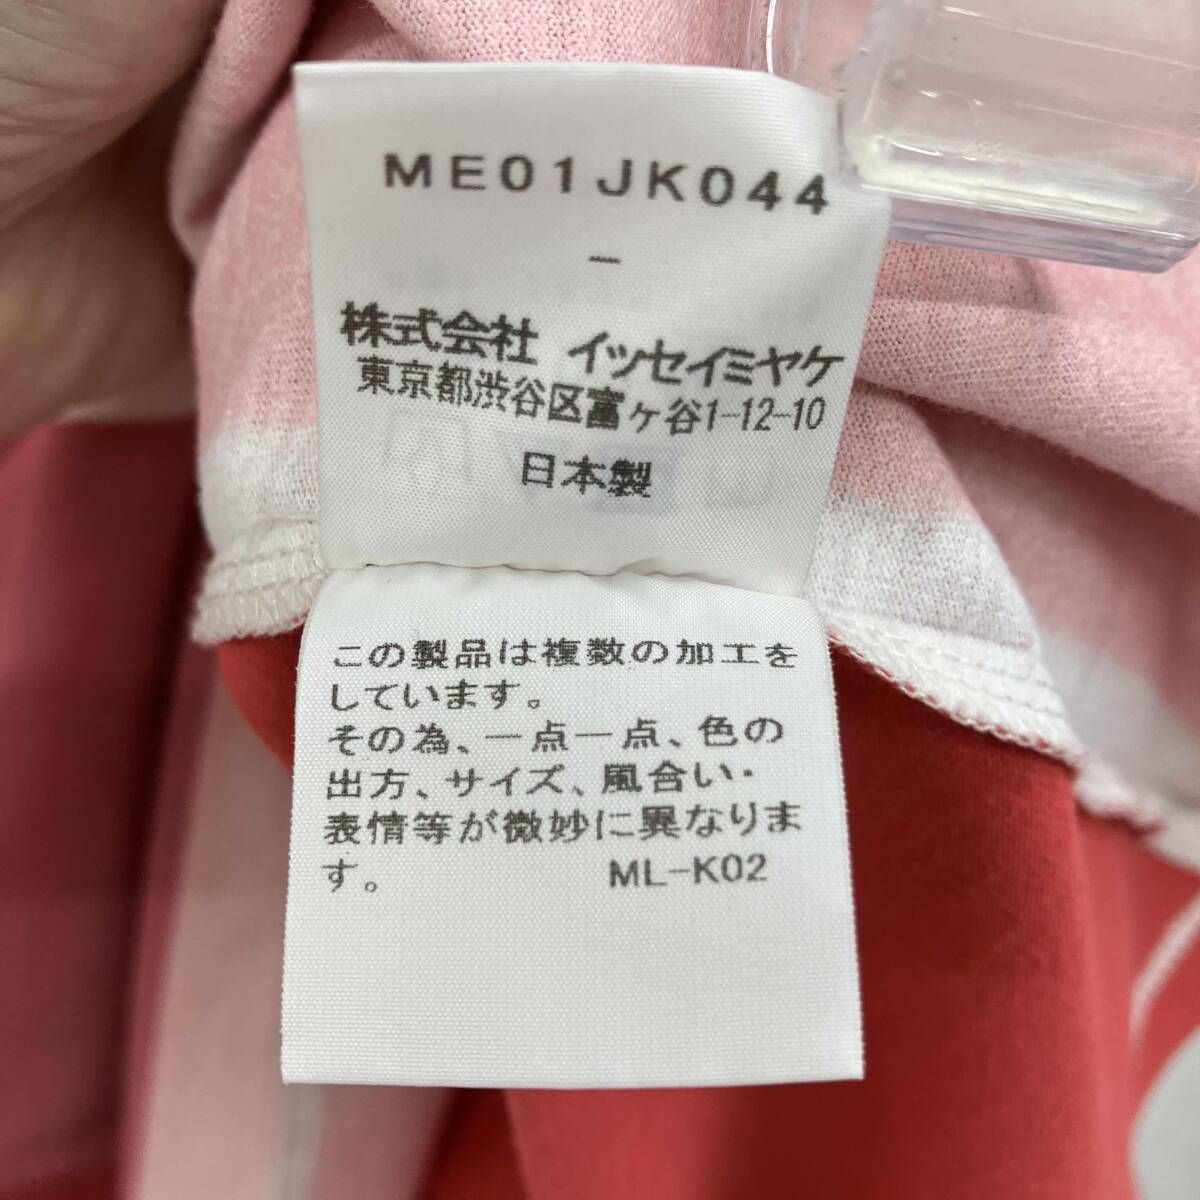 ME01JK044
–
株式会社 イッセイミヤケ
東京都渋谷区富ヶ谷1-12-10
日本製
この製品は複数の加工を
しています。
その為、一点一点、色の
出方、サイズ、風合い・
表情等が微妙に異なりま
す。 ML-K02